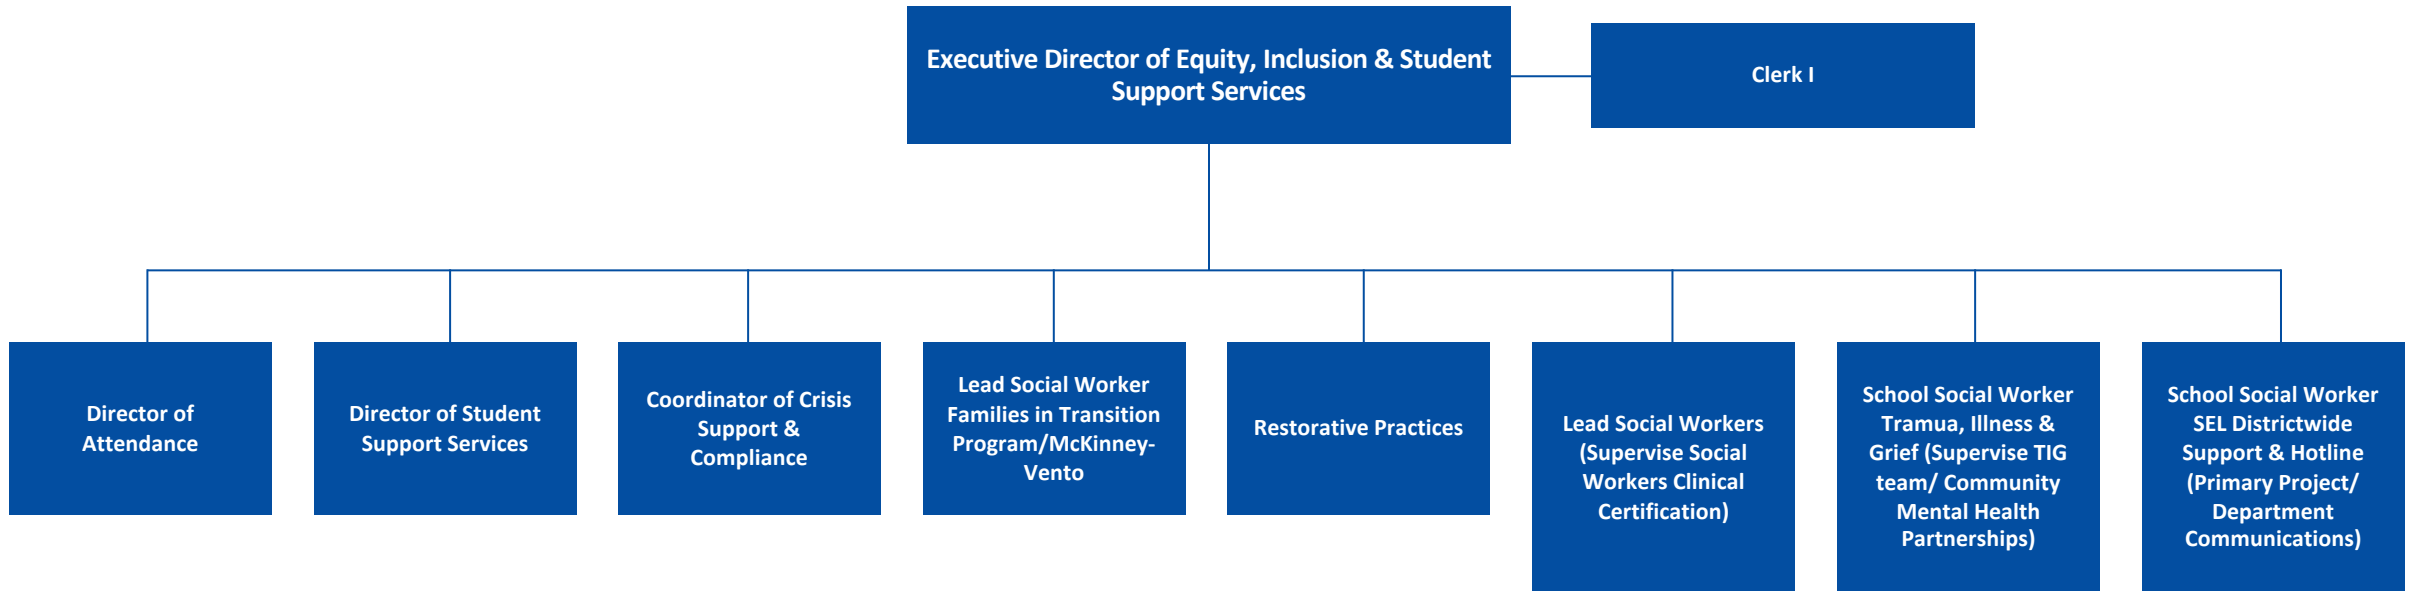 Executive Director of Equity, Inclusion & Student
Support Services
Clerk I
Director of
Attendance
Director of Student
Support Services
Coordinator of Crisis
Support &
Compliance
Lead Social Worker
Families in Transition
Program/McKinney-
Vento
Restorative Practices
Lead Social Workers
(Supervise Social
Workers Clinical
Certification)
School Social Worker
Tramua, Illness &
Grief (Supervise TIG
team/ Community
Mental Health
Partnerships)
School Social Worker
SEL Districtwide
Support & Hotline
(Primary Project/
Department
Communications)